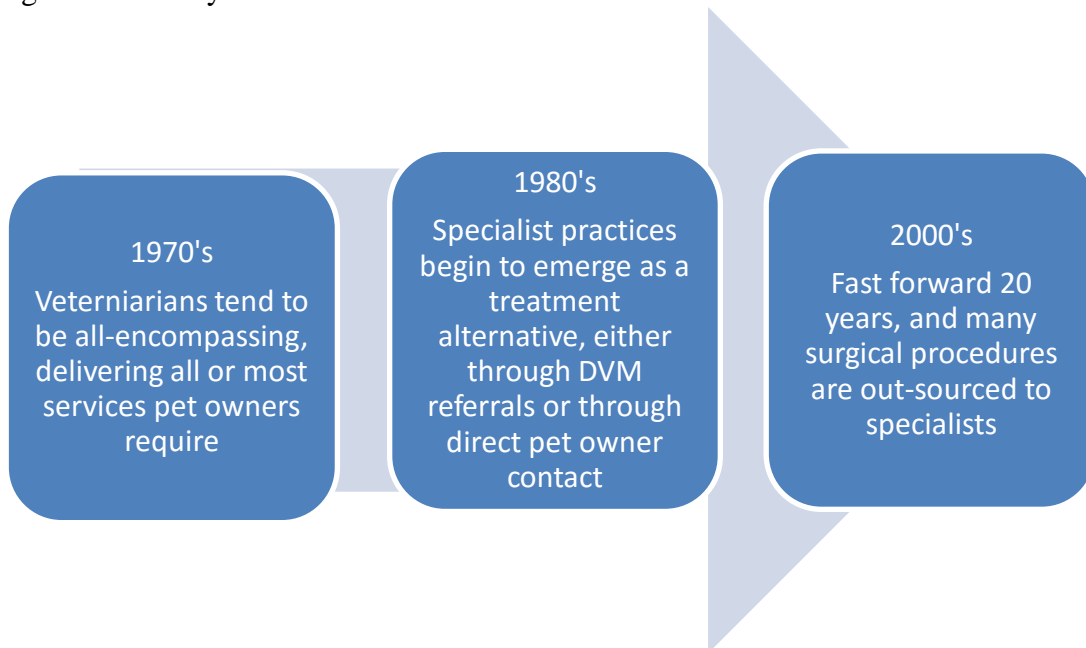 1970's
Veterniarians tend to
be all-encompassing,
delivering all or most
services pet owners
require
1980's
Specialist practices
begin to emerge as a
treatment
alternative, either
through DVM
referrals or through
direct pet owner
contact
2000's
Fast forward 20
years, and many
surgical procedures
are out-sourced to
specialists